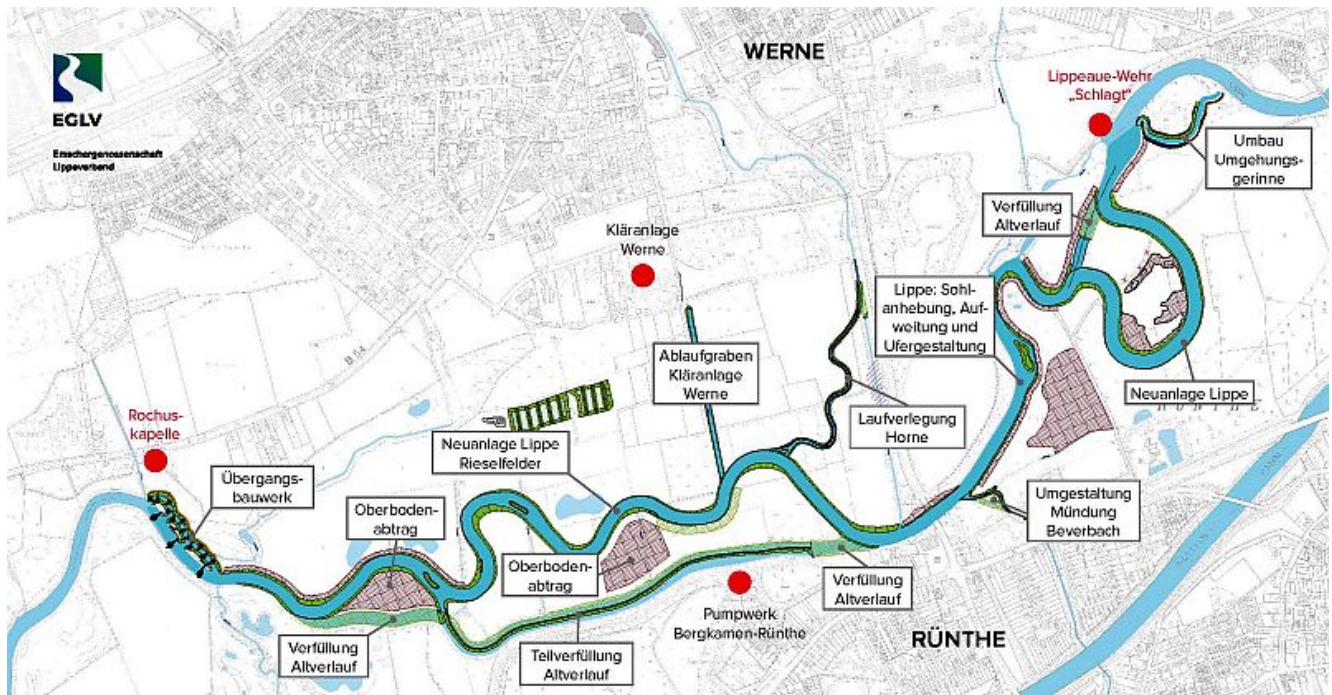 EGLV
Emschergenossenschaft
Lippeverband
WERNE
Lippeaue-Wehr
„Schlagt“
Umbau
Umgehungs-
gerinne
Verfüllung
Altverlauf
Kläranlage
Werne
Lippe: Sohl-
anhebung, Auf-
weitung und
Ufergestaltung
Ablaufgraben
Kläranlage
Werne
Neuanlage Lippe
B 54
Laufverlegung
Horne
Rochus-
kapelle
Neuanlage Lippe
Rieselfelder
Übergangs-
bauwerk
Oberboden-
abtrag
Umgestaltung
Mündung
Beverbach
Oberboden-
abtrag
Verfüllung
Altverlauf
Pumpwerk
Bergkamen-Rünthe
RÜNTHE
Verfüllung
Altverlauf
Teilverfüllung
Altverlauf